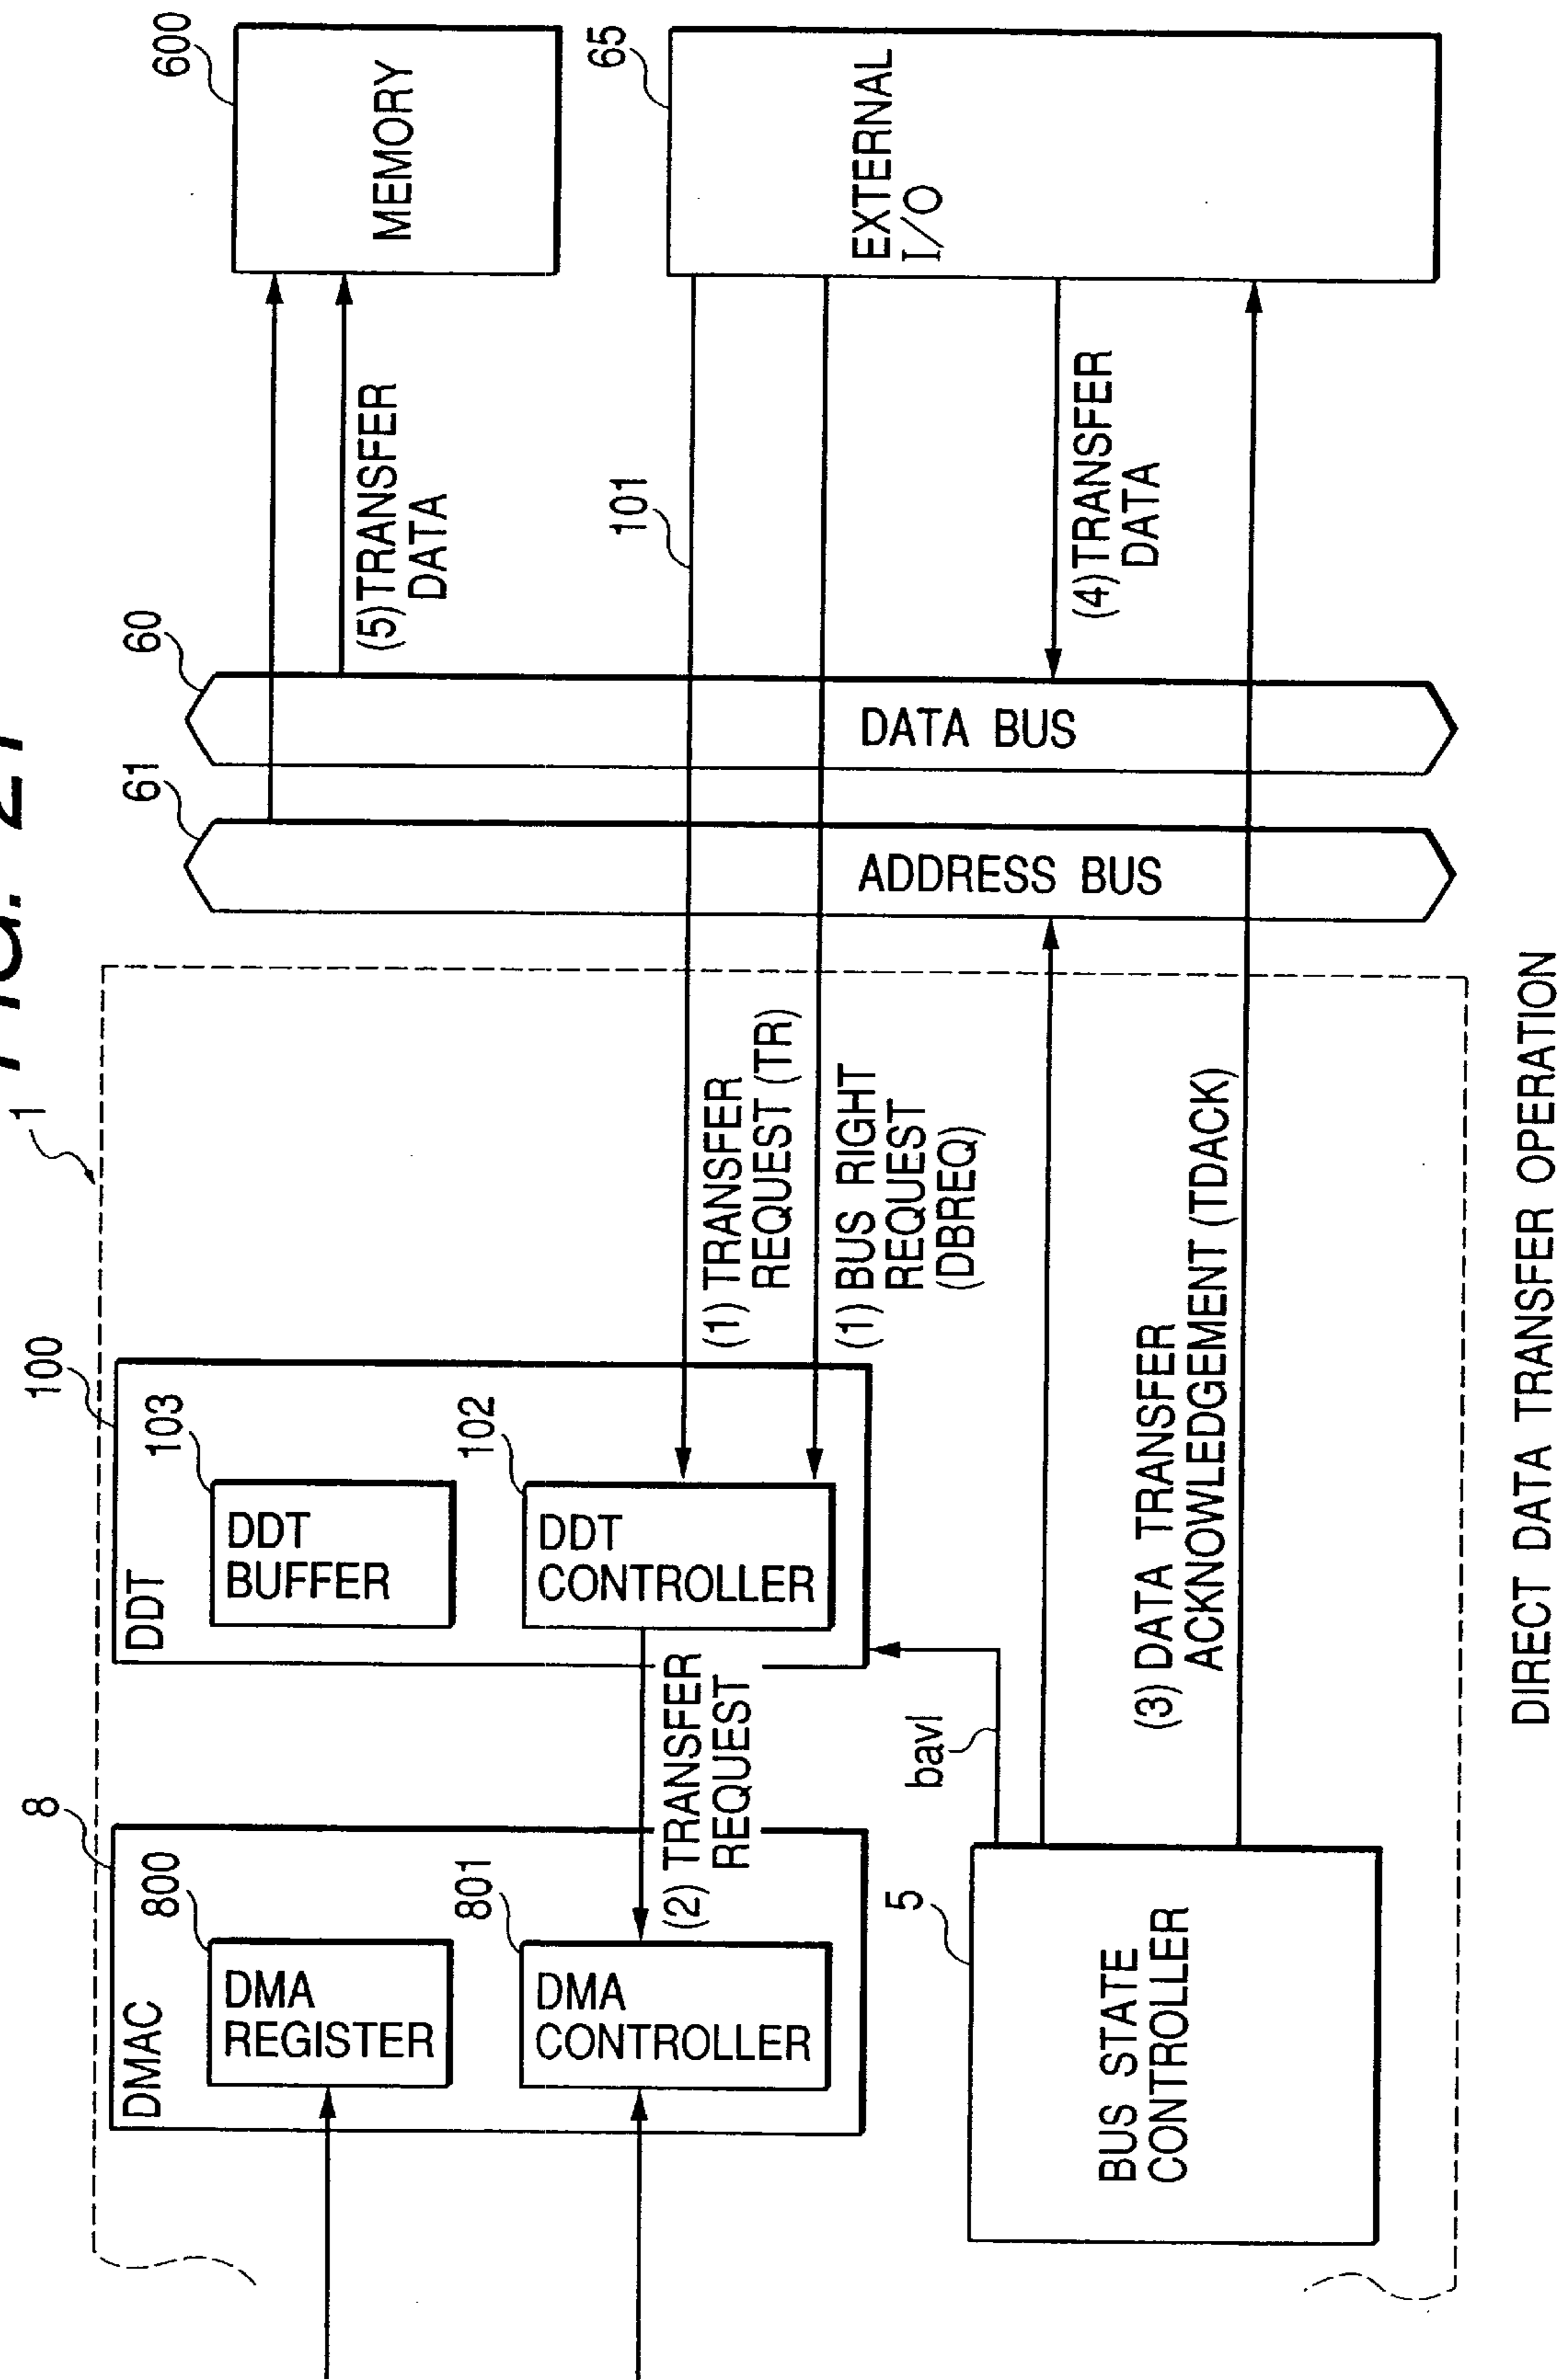 FIG. 21
1
8
DMAC
800
DMA
REGISTER
801
DMA
CONTROLLER
(2) TRANSFER
REQUEST
100
DDT
103
DDT
BUFFER
102
DDT
CONTROLLER
(1) TRANSFER
REQUEST (TR)
(1) BUS RIGHT
REQUEST
(DBREQ)
bavl
5
BUS STATE
CONTROLLER
(3) DATA TRANSFER
ACKNOWLEDGEMENT (TDACK)
61
ADDRESS BUS
60
DATA BUS
(5) TRANSFER
DATA
101
(4) TRANSFER
DATA
600
MEMORY
65
EXTERNAL
I/O
DIRECT DATA TRANSFER OPERATION